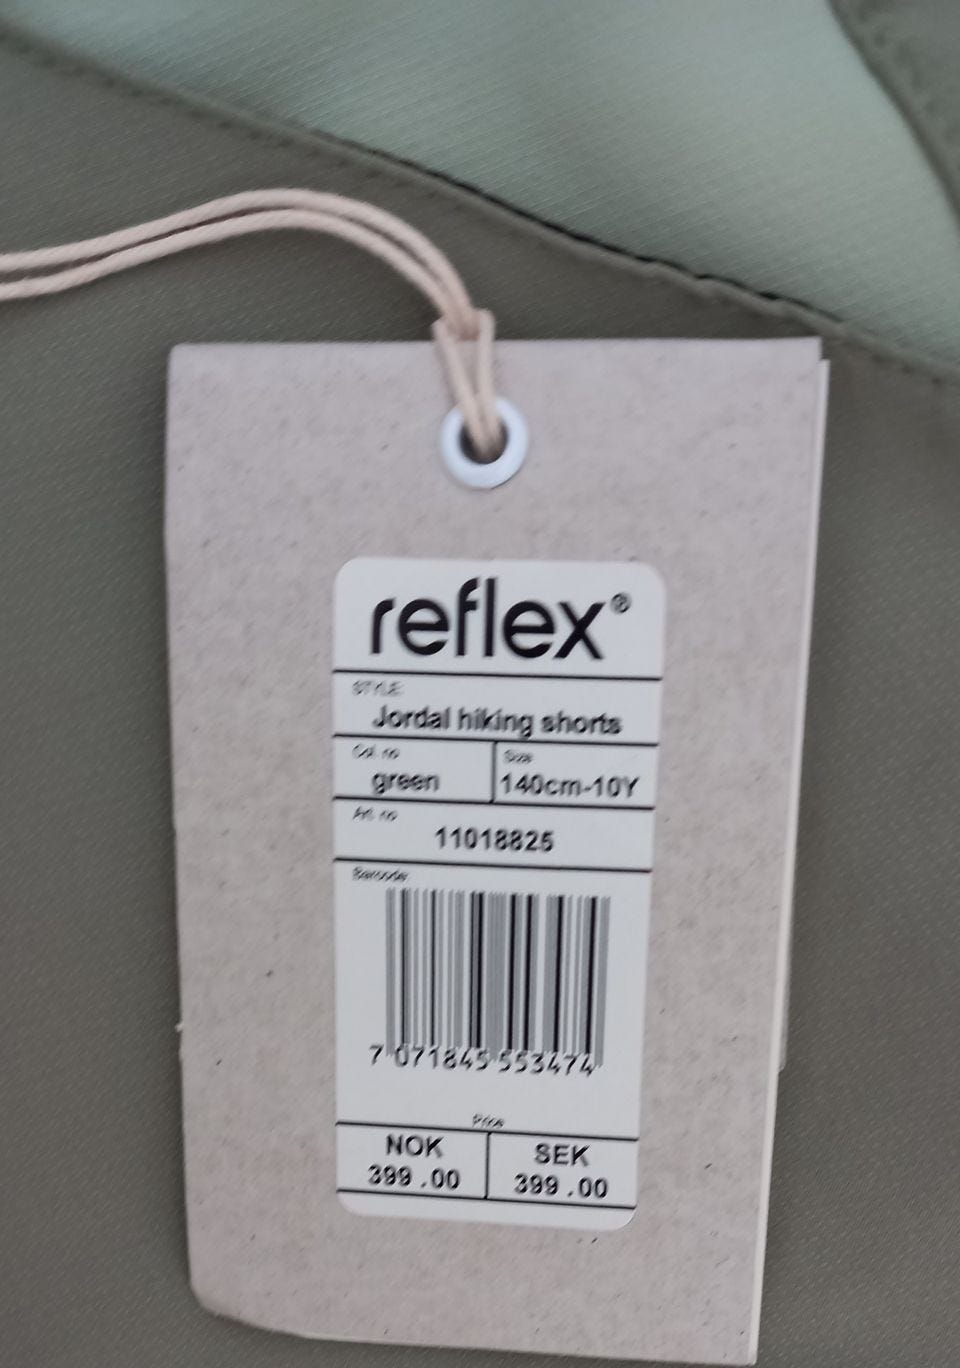 reflex®
STYLE:
Jordal hiking shorts
Col. no Size
green 140cm-10Y
Art. no
11018825
Barcode:
7 071845 553474
Price
NOK SEK
399 .00 399 .00